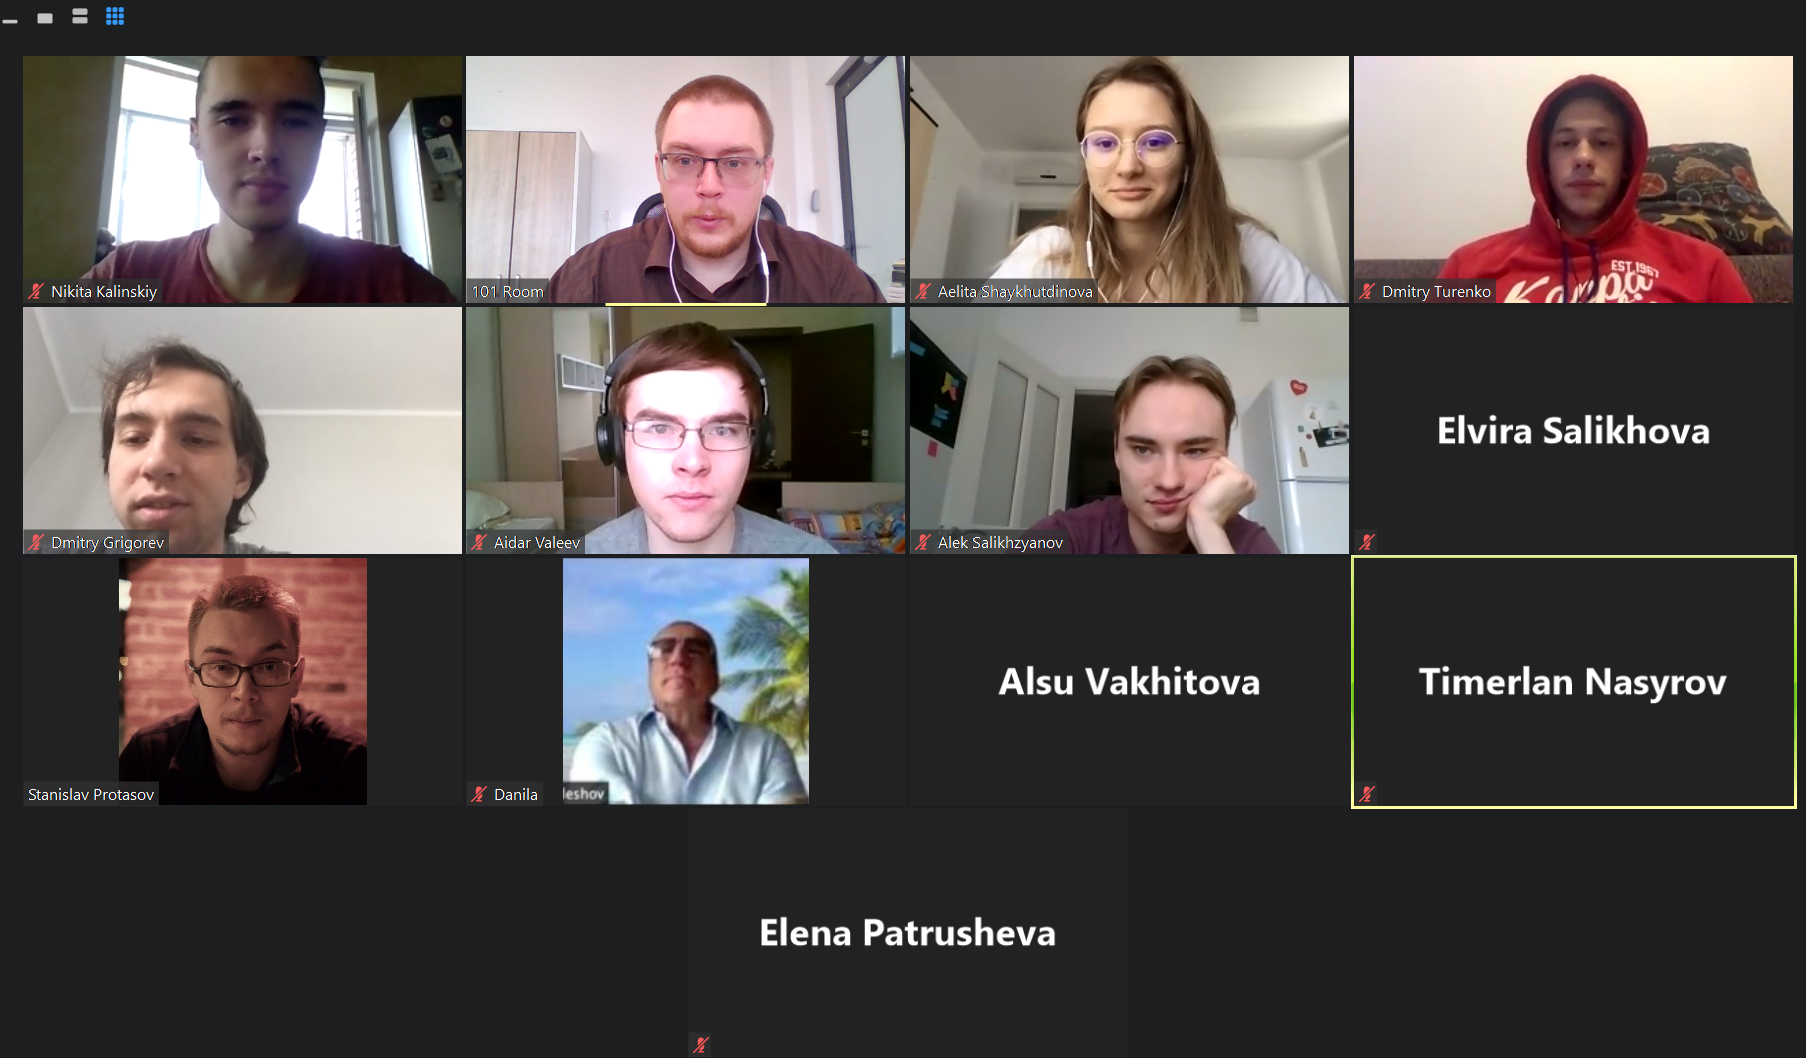 Nikita Kalinskiy
101 Room
Aelita Shaykhutdinova
EST.1967
Dmitry Turenko
Dmitry Grigorev
Aidar Valeev
Alek Salikhzyanov
Elvira Salikhova
Stanislav Protasov
Danila
leshov
Alsu Vakhitova
Timerlan Nasyrov
Elena Patrusheva